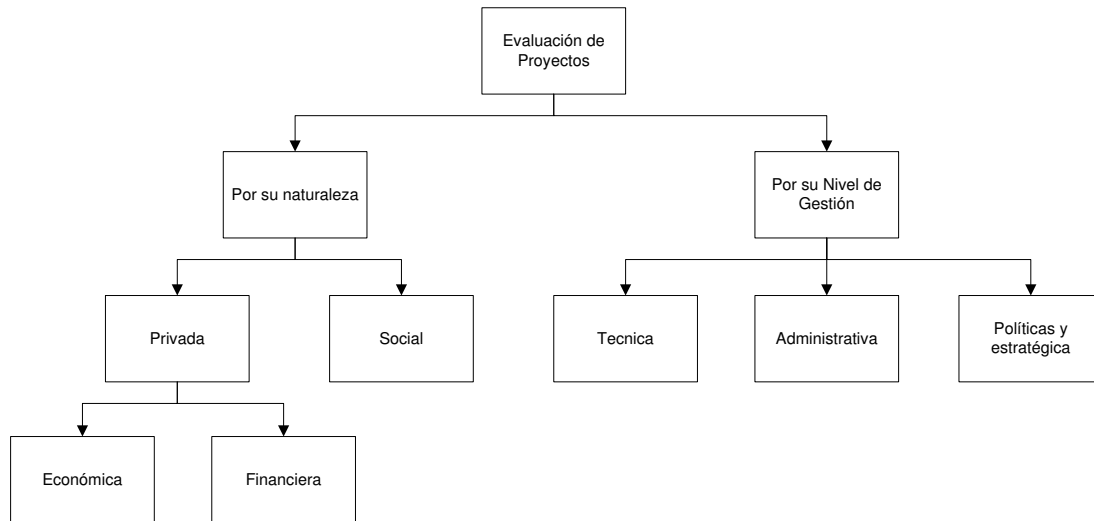 Evaluación de
Proyectos
Por su naturaleza
Por su Nivel de
Gestión
Privada
Social
Tecnica
Administrativa
Políticas y
estratégica
Económica
Financiera